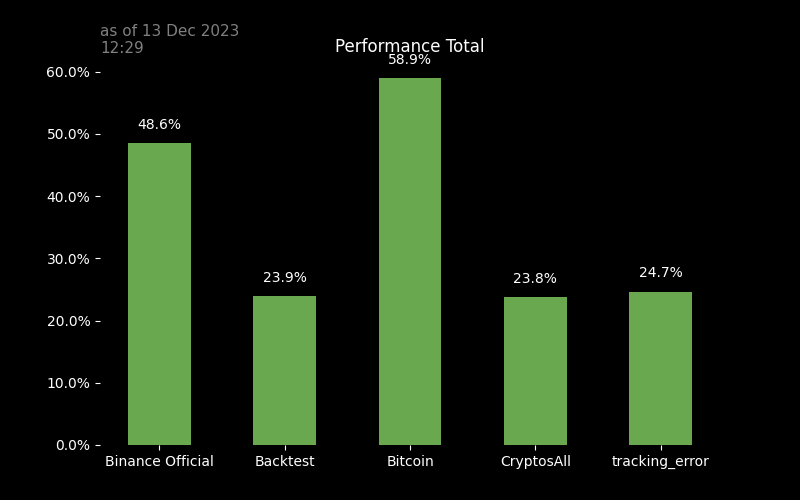 as of 13 Dec 2023
12:29
Performance Total
60.0%
50.0%
40.0%
30.0%
20.0%
10.0%
0.0%
48.6%
23.9%
58.9%
23.8%
24.7%
Binance Official
Backtest
Bitcoin
CryptosAll
tracking_error